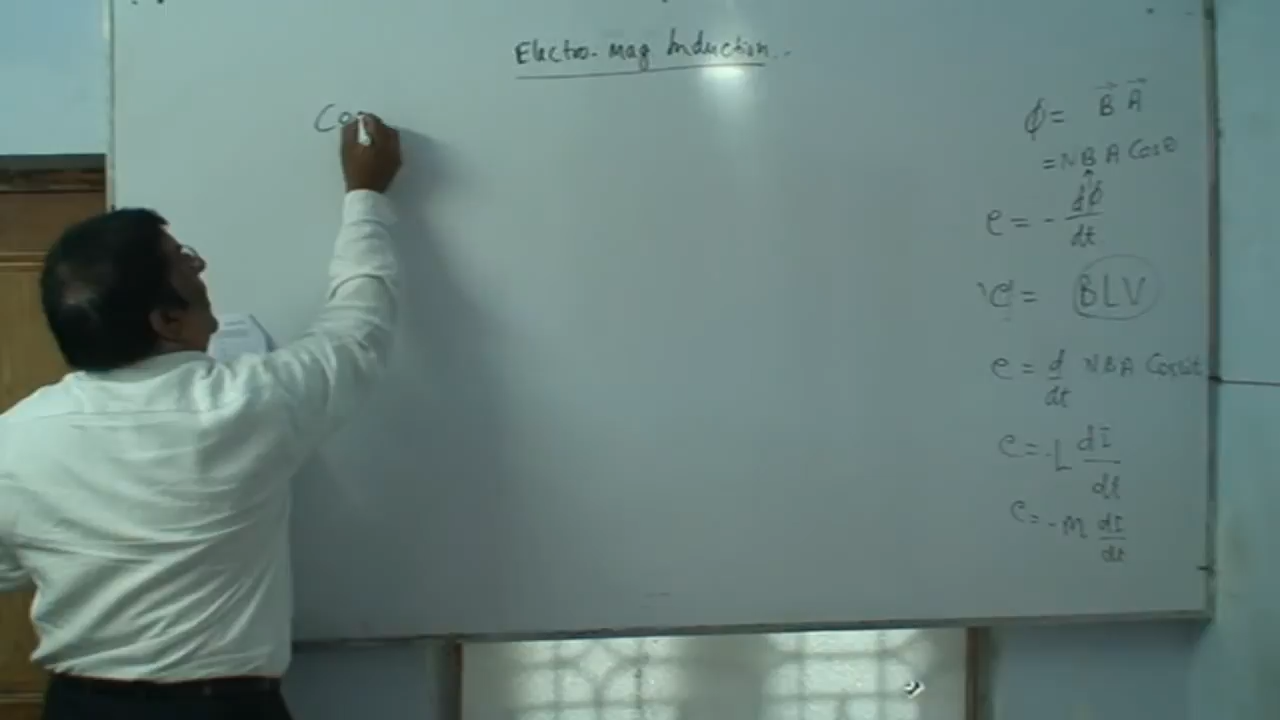 Electro-Mag Induction..
Co
ϕ = B⃗ A⃗
= NBA Cosθ
e = - dϕ/dt
e = BLV
e = d/dt NBA Cosωt
e = -L dI/dt
e = -M dI/dt